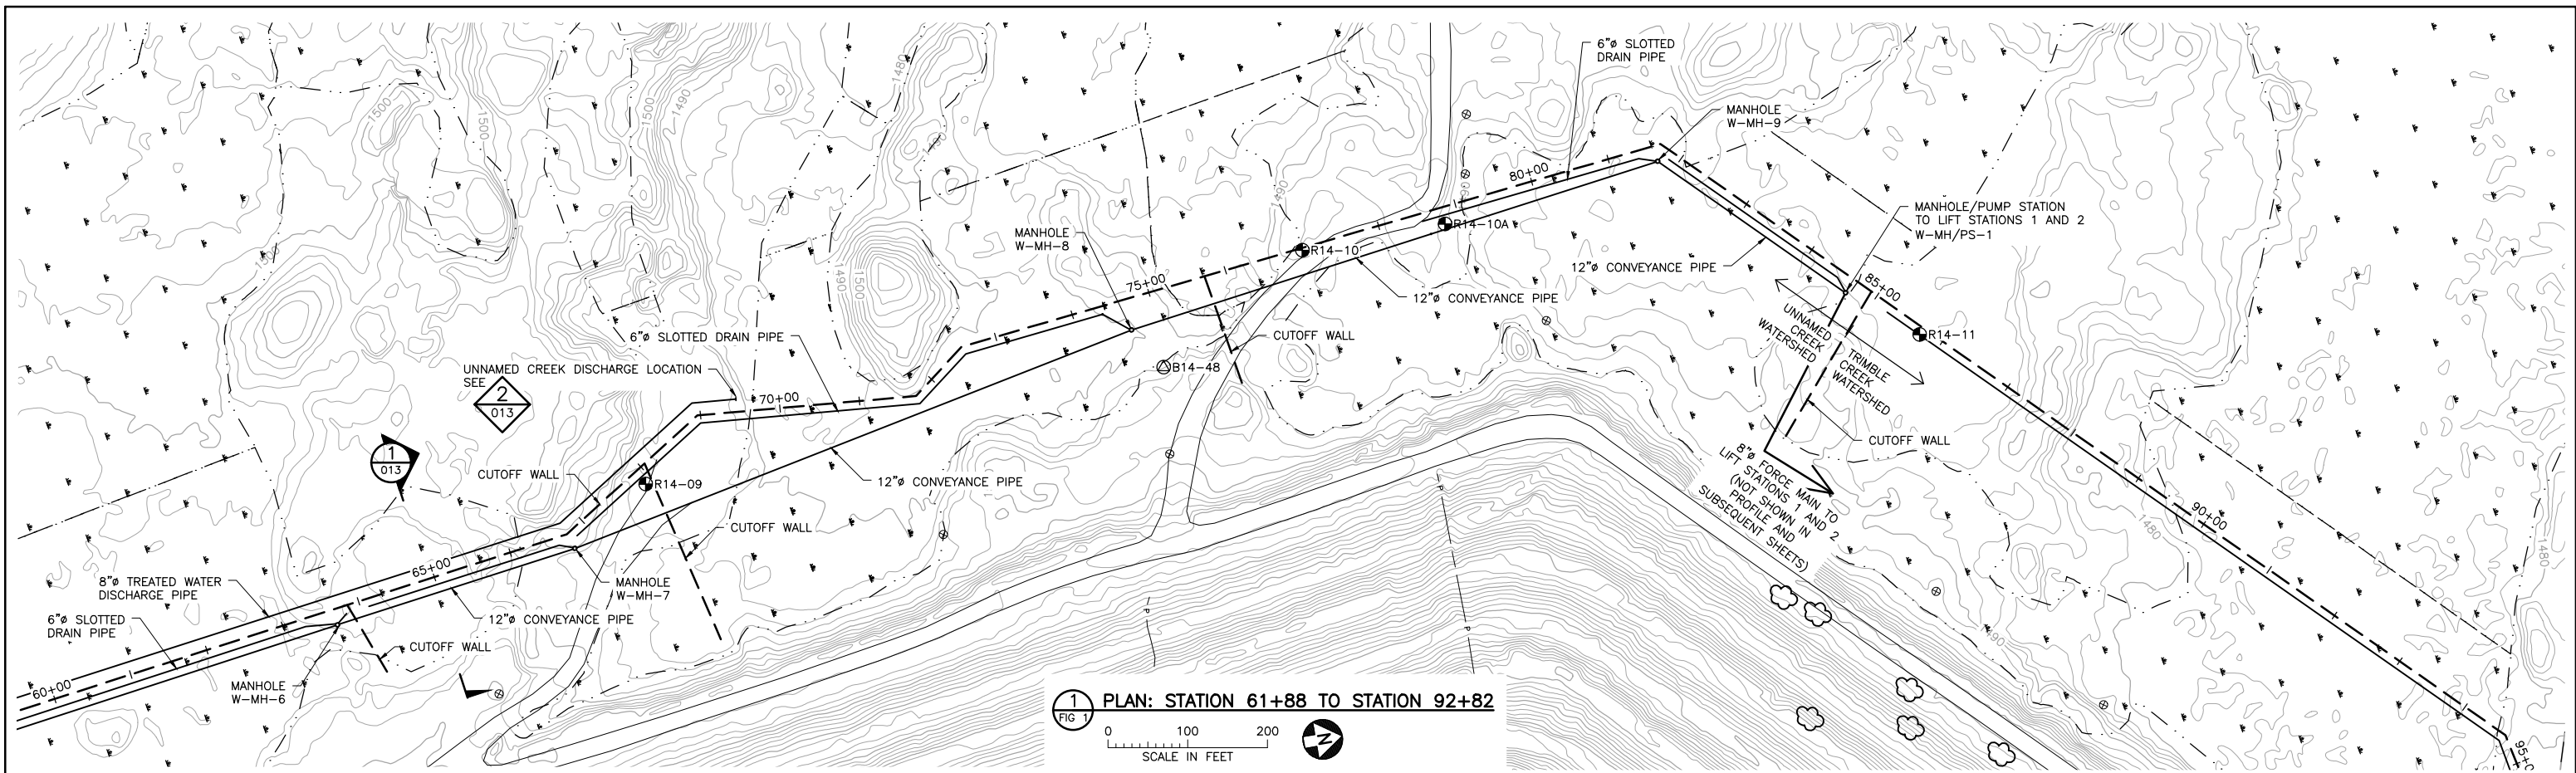 6"ø SLOTTED
DRAIN PIPE
MANHOLE
W-MH-9
80+00
MANHOLE/PUMP STATION
TO LIFT STATIONS 1 AND 2
W-MH/PS-1
MANHOLE
W-MH-8
R14-10A
R14-10
12"ø CONVEYANCE PIPE
75+00
12"ø CONVEYANCE PIPE
85+00
R14-11
UNNAMED
CREEK
WATERSHED
TRIMBLE
CREEK
WATERSHED
CUTOFF WALL
6"ø SLOTTED DRAIN PIPE
B14-48
UNNAMED CREEK DISCHARGE LOCATION
SEE
2
013
70+00
CUTOFF WALL
8"ø FORCE MAIN TO
LIFT STATIONS 1 AND 2
(NOT SHOWN IN
PROFILE AND
SUBSEQUENT SHEETS)
1
013
CUTOFF WALL
R14-09
12"ø CONVEYANCE PIPE
CUTOFF WALL
90+00
65+00
8"ø TREATED WATER
DISCHARGE PIPE
MANHOLE
W-MH-7
6"ø SLOTTED
DRAIN PIPE
12"ø CONVEYANCE PIPE
CUTOFF WALL
60+00
MANHOLE
W-MH-6
1
FIG 1
PLAN: STATION 61+88 TO STATION 92+82
0 100 200
SCALE IN FEET
N
1500
1500
1500
1490
1480
1490
1490
1500
1480
1480
1490
P
P
P
P